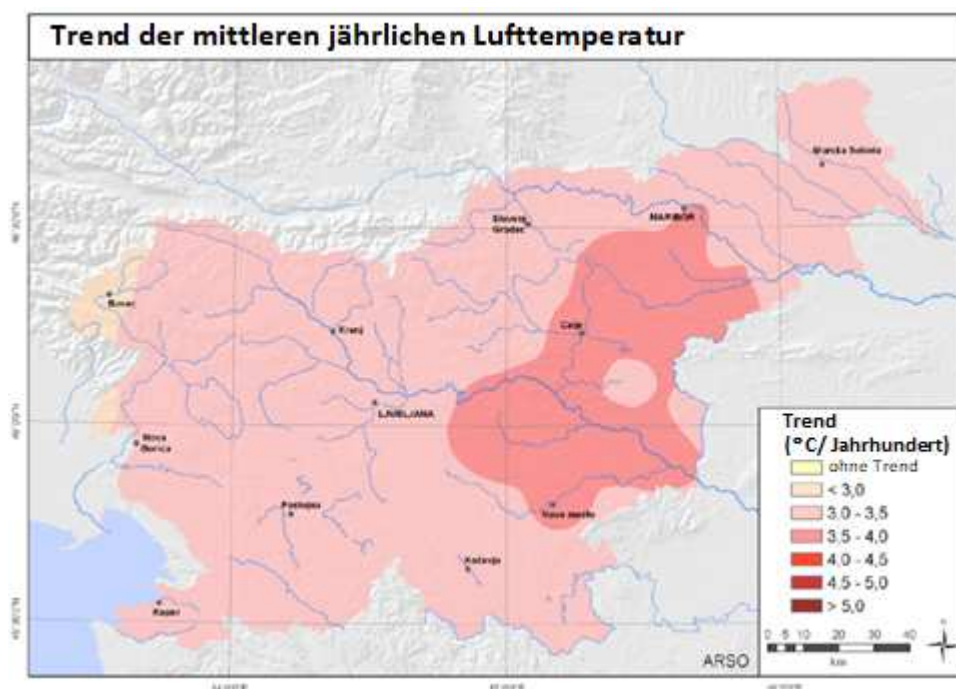 Trend der mittleren jährlichen Lufttemperatur
Murska Sobota
MARIBOR
Slovenj
Gradec
Bovec
Celje
Kranj
LJUBLJANA
Nova
Gorica
Novo mesto
Postojna
Kočevje
Koper
Trend
(°C/ Jahrhundert)
ohne Trend
< 3,0
3.0 - 3,5
3.5 - 4,0
4.0 - 4,5
4.5 - 5,0
> 5,0
0 5 10 20 30 40
km
ARSO